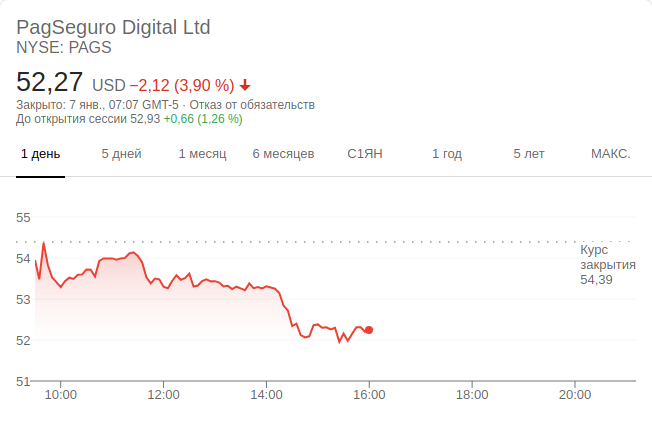 PagSeguro Digital Ltd
NYSE: PAGS
52,27 USD −2,12 (3,90 %)
Закрыто: 7 янв., 07:07 GMT-5 · Отказ от обязательств
До открытия сессии 52,93 +0,66 (1,26 %)
1 день 5 дней 1 месяц 6 месяцев С1ЯН 1 год 5 лет МАКС.
55
54
53
52
51
Курс
закрытия
54,39
10:00 12:00 14:00 16:00 18:00 20:00